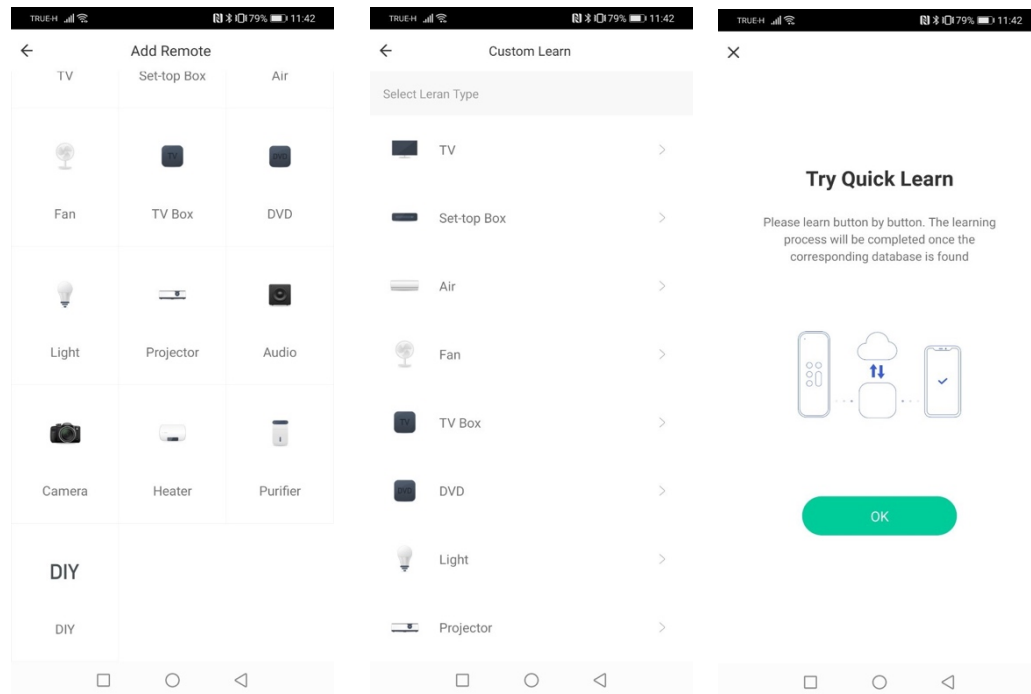 TRUE-H 79% 11:42
Add Remote
TV Set-top Box Air
Fan TV Box DVD
Light Projector Audio
Camera Heater Purifier
DIY
DIY
TRUE-H 79% 11:42
Custom Learn
Select Leran Type
TV
Set-top Box
Air
Fan
TV
TV Box
DVD
DVD
Light
Projector
TRUE-H 79% 11:42
Try Quick Learn
Please learn button by button. The learning
process will be completed once the
corresponding database is found
OK